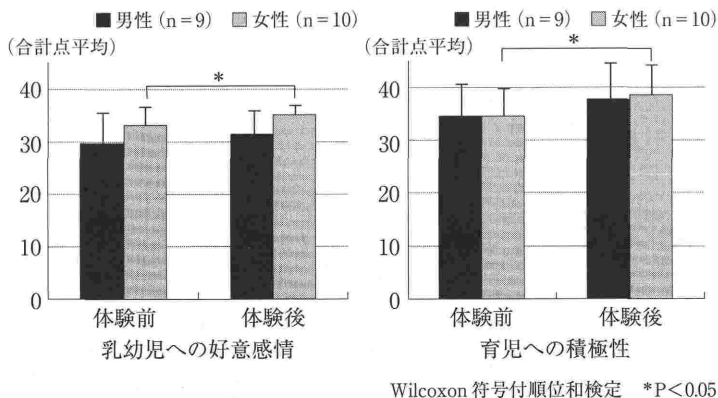 ■男性 (n=9) ■女性 (n=10)
(合計点平均)
*
40
30
20
10
0
体験前 体験後
乳幼児への好意感情
■男性 (n=9) ■女性 (n=10)
(合計点平均)
*
40
30
20
10
0
体験前 体験後
育児への積極性
Wilcoxon 符号付順位和検定 *P<0.05